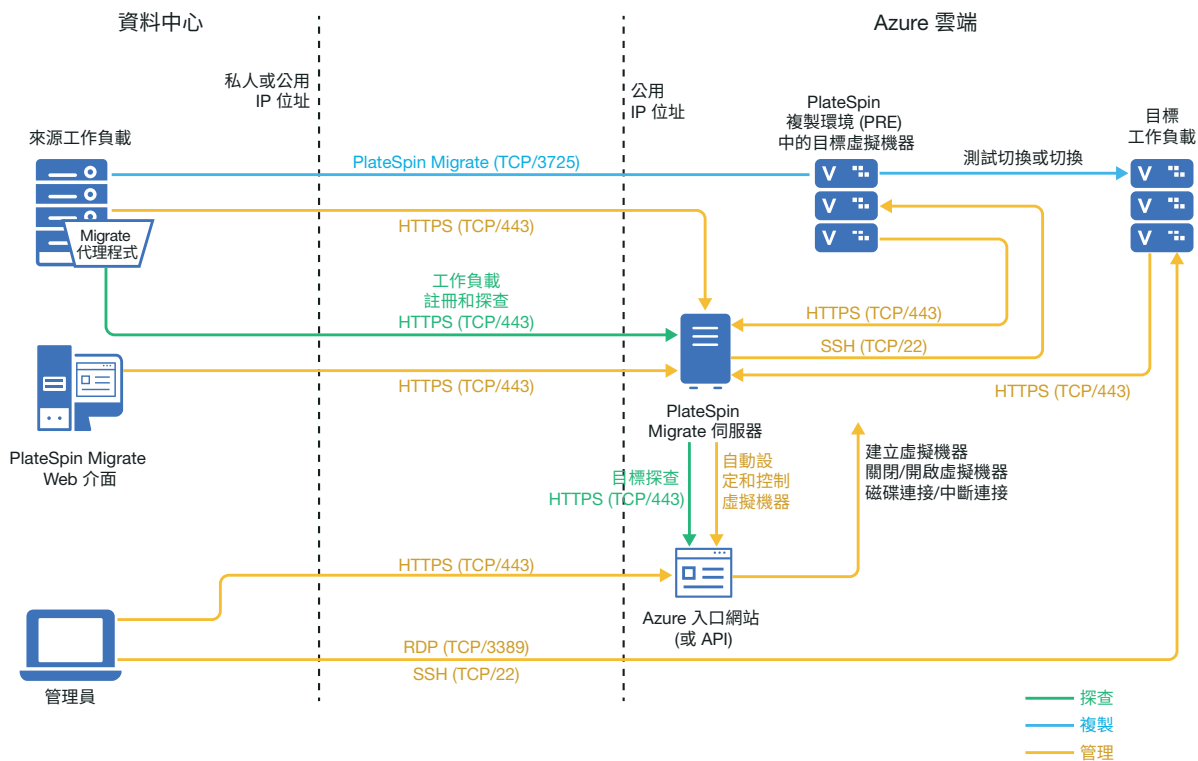 資料中心
Azure 雲端
私人或公用
IP 位址
公用
IP 位址
來源工作負載
PlateSpin
複製環境 (PRE)
中的目標虛擬機器
目標
工作負載
PlateSpin Migrate (TCP/3725)
測試切換或切換
HTTPS (TCP/443)
Migrate
代理程式
工作負載
註冊和探查
HTTPS (TCP/443)
HTTPS (TCP/443)
SSH (TCP/22)
HTTPS (TCP/443)
HTTPS (TCP/443)
PlateSpin
Migrate 伺服器
PlateSpin Migrate
Web 介面
目標探查
HTTPS (TCP/443)
自動設
定和控制
虛擬機器
建立虛擬機器
關閉/開啟虛擬機器
磁碟連接/中斷連接
HTTPS (TCP/443)
Azure 入口網站
(或 API)
RDP (TCP/3389)
SSH (TCP/22)
管理員
探查
複製
管理
V
V
V
V
V
V